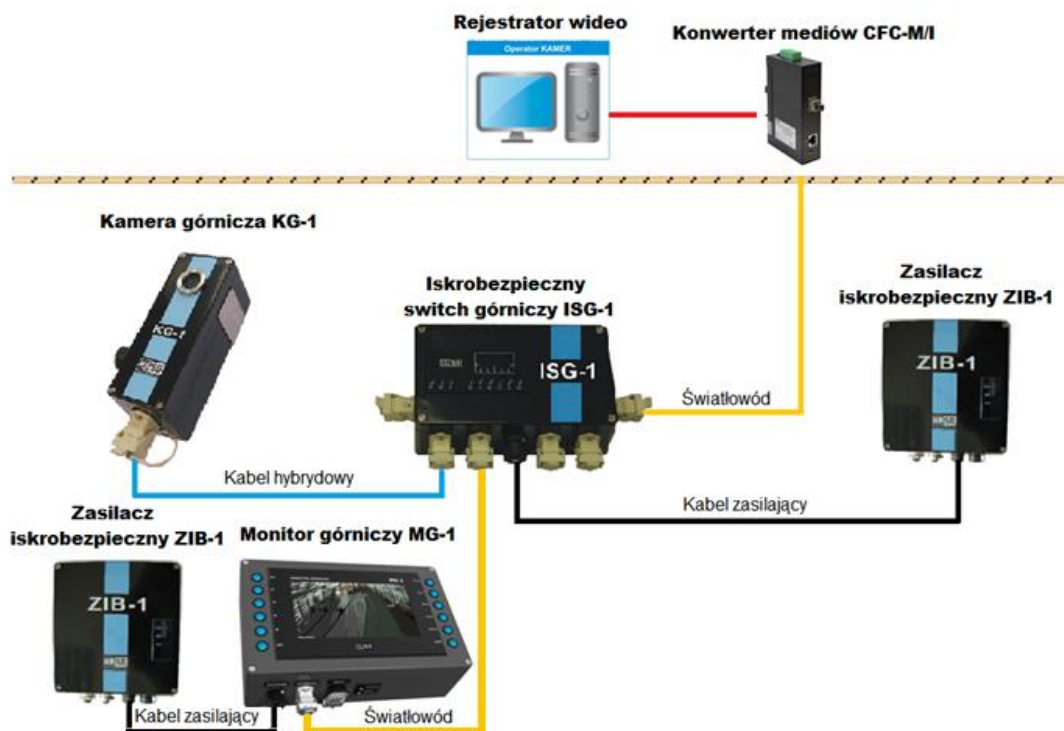 Rejestrator wideo
Operator KAMER
Konwerter mediów CFC-M/I
Kamera górnicza KG-1
KG-1
Iskrobezpieczny
switch górniczy ISG-1
ISG-1
Zasilacz
iskrobezpieczny ZIB-1
ZIB-1
Światłowód
Kabel hybrydowy
Kabel zasilający
Zasilacz
iskrobezpieczny ZIB-1
ZIB-1
Monitor górniczy MG-1
Kabel zasilający
Światłowód